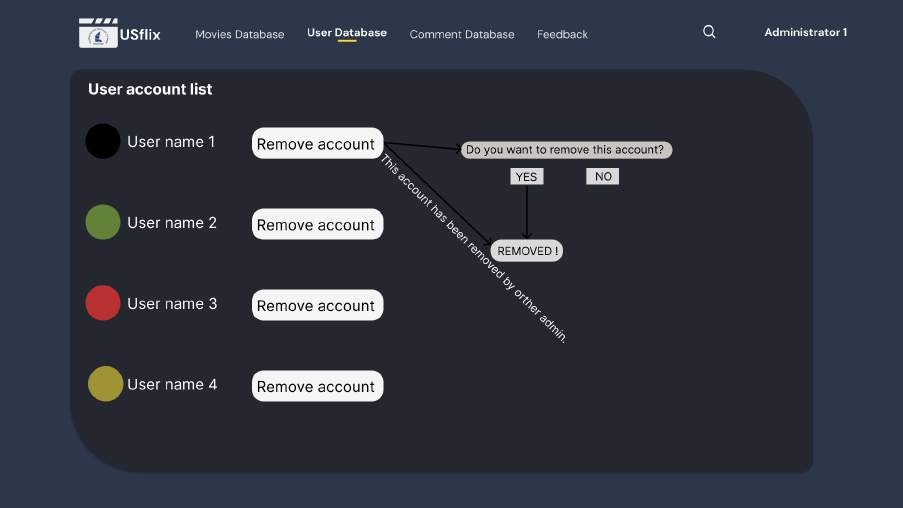 USflix
Movies Database
User Database
Comment Database
Feedback
Administrator 1
User account list
User name 1
Remove account
Do you want to remove this account?
YES
NO
This account has been removed by orther admin.
User name 2
Remove account
REMOVED !
User name 3
Remove account
User name 4
Remove account